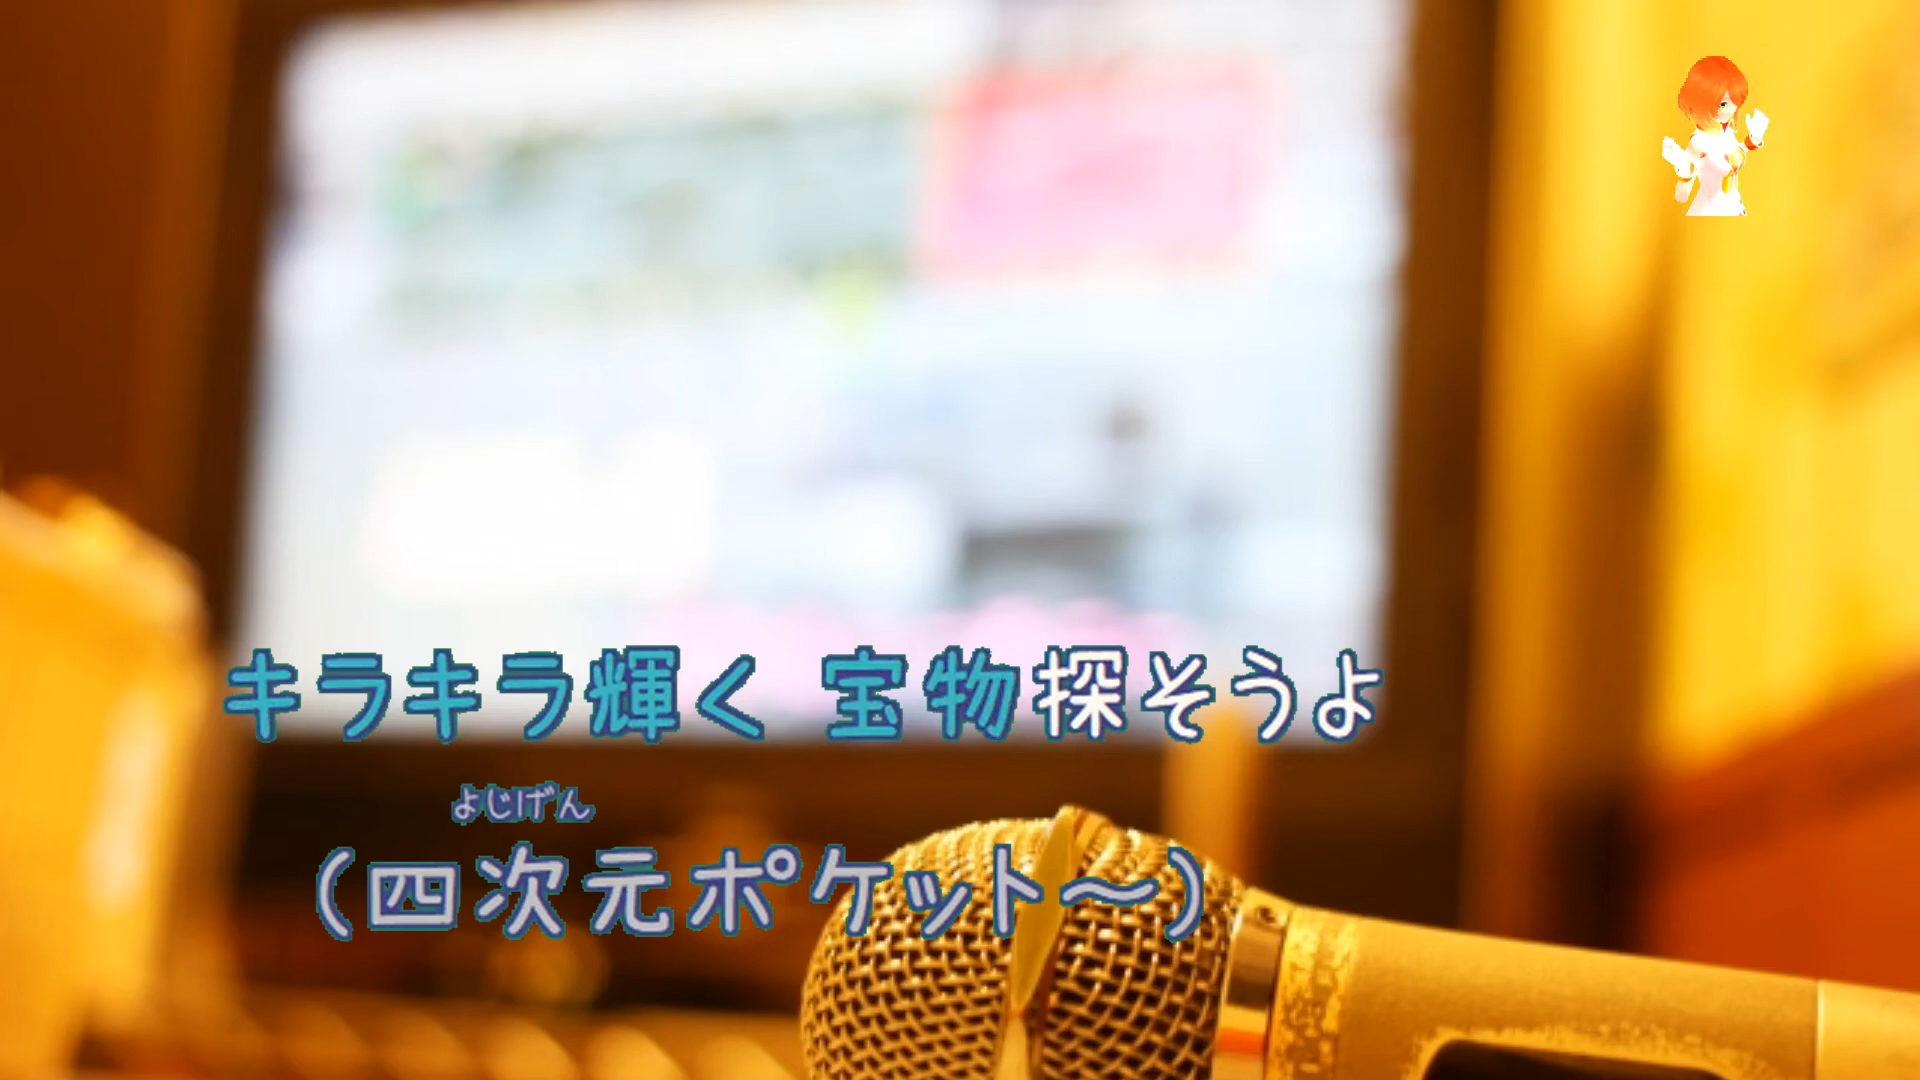 キラキラ輝く 宝物探そうよ
よじげん
(四次元ポケット～)